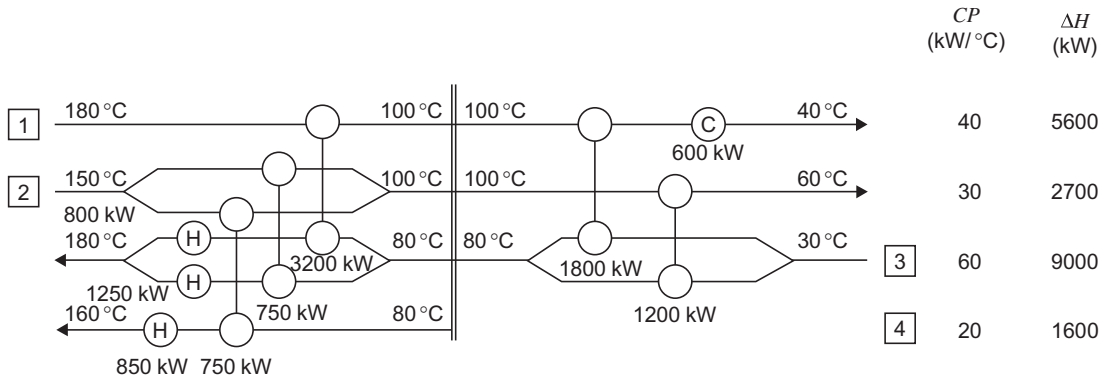 CP ΔH
(kW/°C) (kW)
1 180 °C 100 °C 100 °C 40 °C 40 5600
C
600 kW
2 150 °C 100 °C 100 °C 60 °C 30 2700
800 kW
180 °C H 80 °C 80 °C 30 °C 3 60 9000
3200 kW 1800 kW
1250 kW H
750 kW 1200 kW
160 °C H 80 °C 4 20 1600
850 kW 750 kW